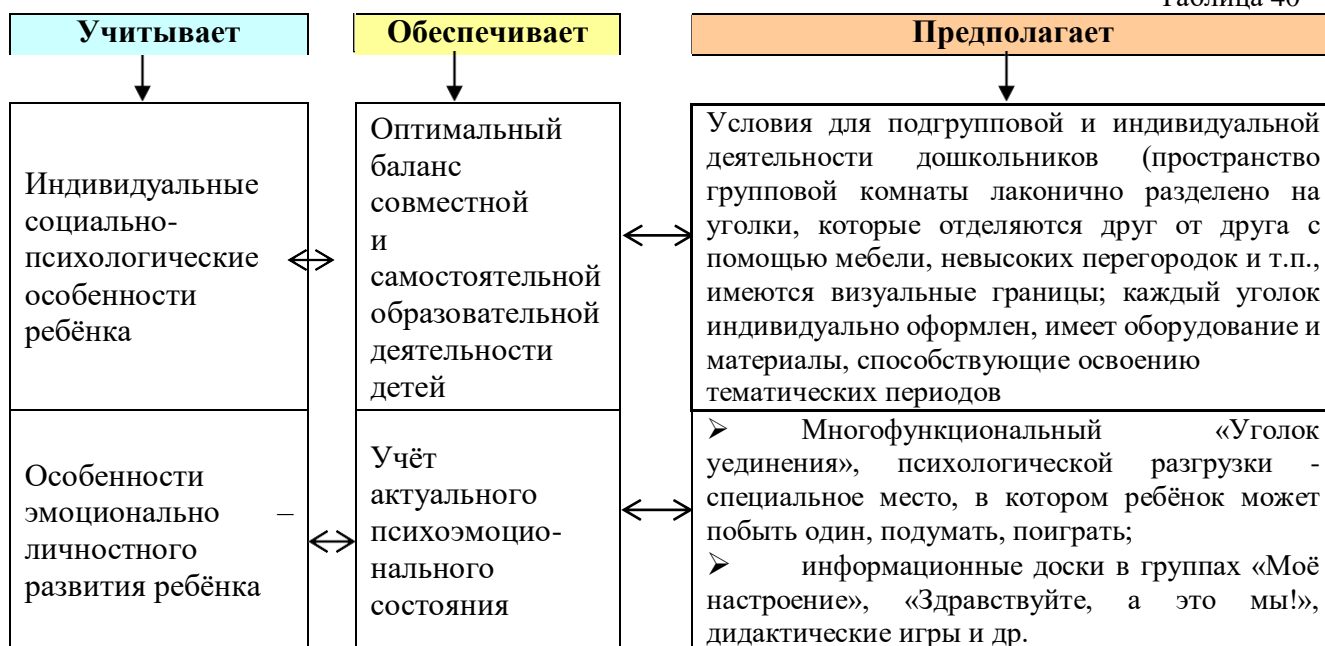 Таблица 40
Учитывает
Обеспечивает
Предполагает
Индивидуальные
социально-
психологические
особенности
ребёнка
Оптимальный
баланс
совместной
и
самостоятельной
образовательной
деятельности
детей
Условия для подгрупповой и индивидуальной
деятельности дошкольников (пространство
групповой комнаты лаконично разделено на
уголки, которые отделяются друг от друга с
помощью мебели, невысоких перегородок и т.п.,
имеются визуальные границы; каждый уголок
индивидуально оформлен, имеет оборудование и
материалы, способствующие освоению
тематических периодов
Особенности
эмоционально –
личностного
развития ребёнка
Учёт
актуального
психоэмоцио-
нального
состояния
➢ Многофункциональный «Уголок
уединения», психологической разгрузки -
специальное место, в котором ребёнок может
побыть один, подумать, поиграть;
➢ информационные доски в группах «Моё
настроение», «Здравствуйте, а это мы!»,
дидактические игры и др.